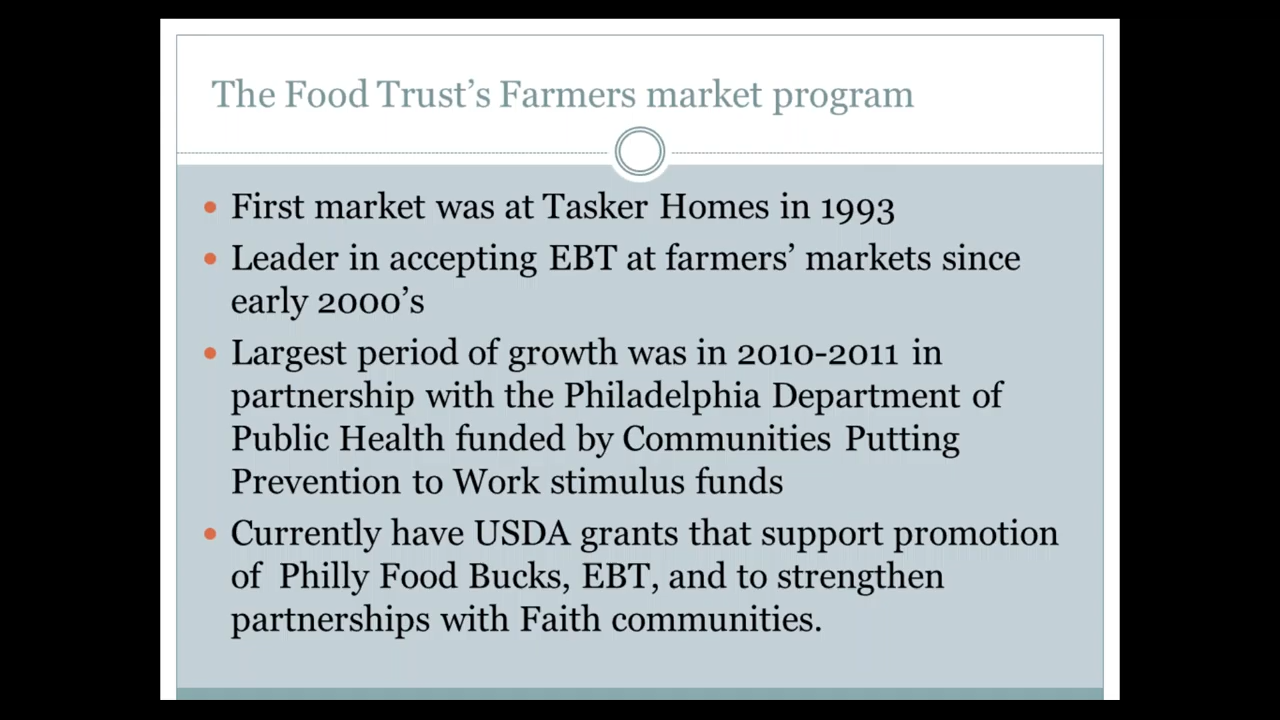 The Food Trust’s Farmers market program
• First market was at Tasker Homes in 1993
• Leader in accepting EBT at farmers’ markets since
early 2000’s
• Largest period of growth was in 2010-2011 in
partnership with the Philadelphia Department of
Public Health funded by Communities Putting
Prevention to Work stimulus funds
• Currently have USDA grants that support promotion
of Philly Food Bucks, EBT, and to strengthen
partnerships with Faith communities.